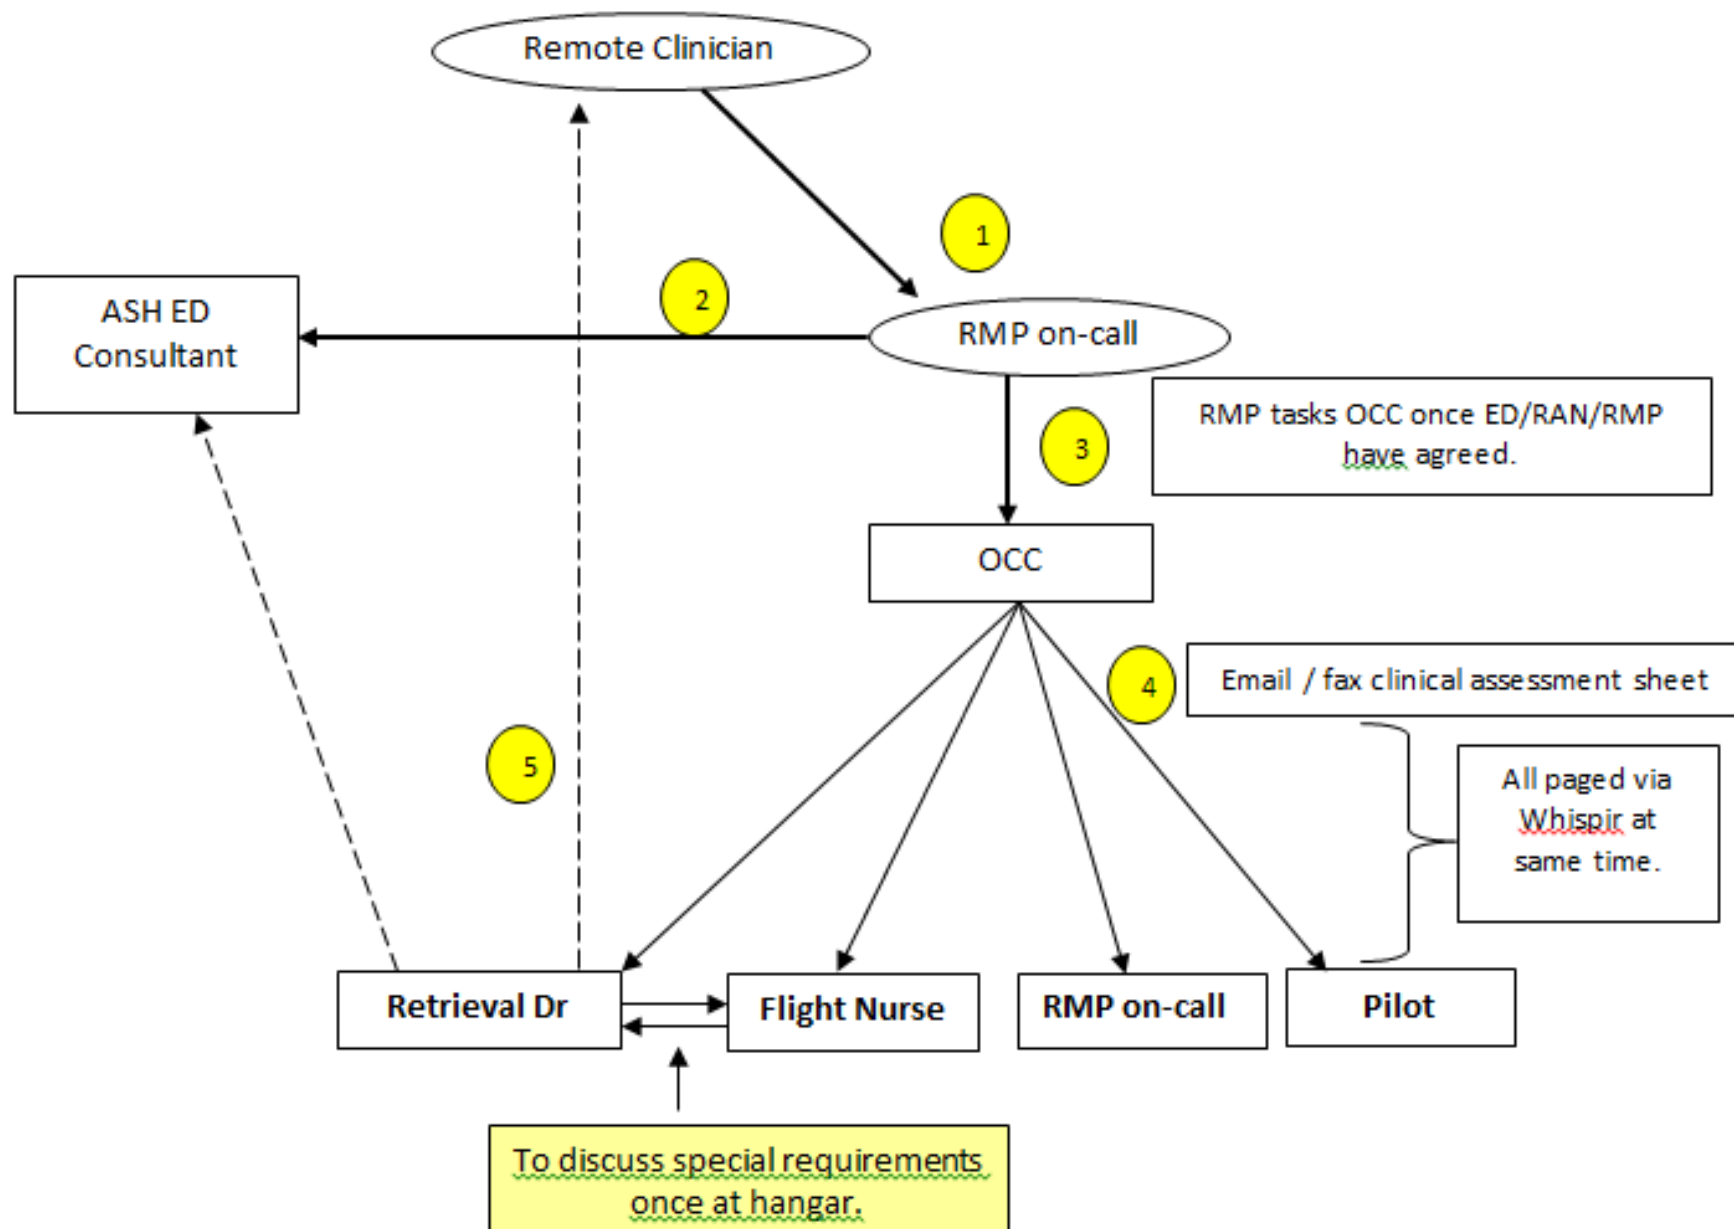 Remote Clinician
1
2
ASH ED
Consultant
RMP on-call
RMP tasks OCC once ED/RAN/RMP
have agreed.
3
OCC
4
Email / fax clinical assessment sheet
5
All paged via
Whispir at
same time.
Retrieval Dr
Flight Nurse
RMP on-call
Pilot
To discuss special requirements
once at hangar.